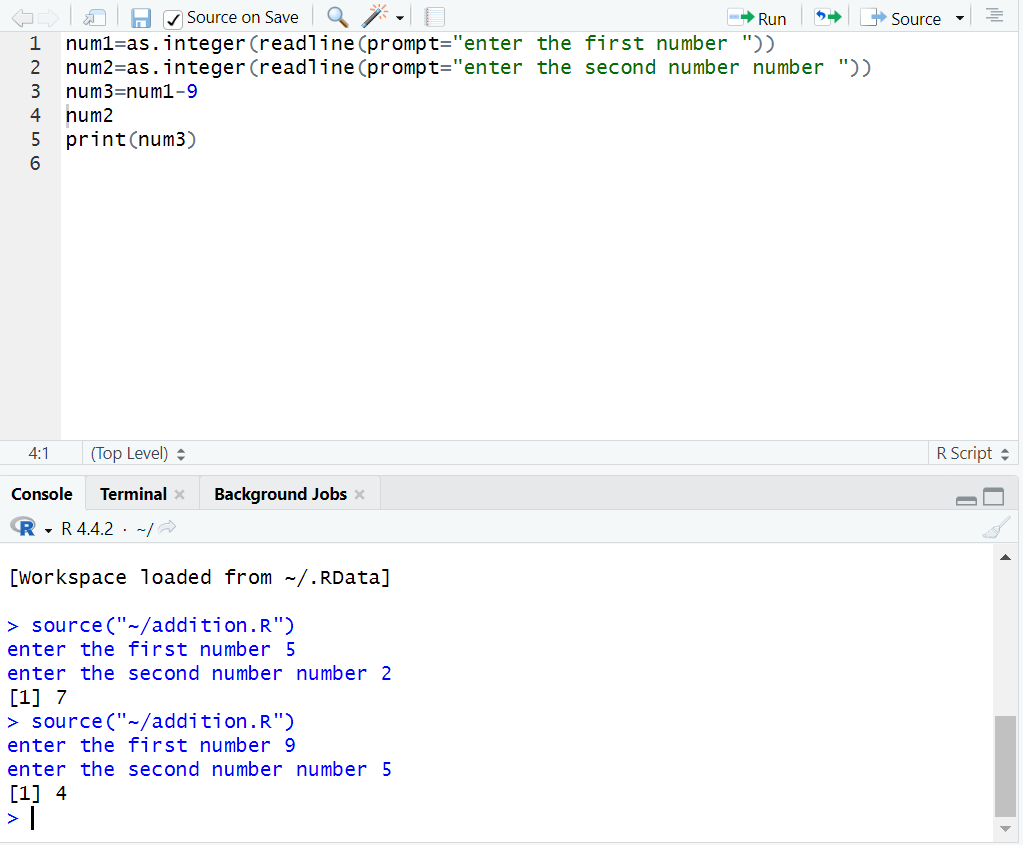 Source on Save Run Source
1 num1=as.integer(readline(prompt="enter the first number "))
2 num2=as.integer(readline(prompt="enter the second number number "))
3 num3=num1-9
4 num2
5 print(num3)
6
4:1 (Top Level) R Script
Console Terminal Background Jobs
R R 4.4.2 · ~/
[Workspace loaded from ~/.RData]
> source("~/addition.R")
enter the first number 5
enter the second number number 2
[1] 7
> source("~/addition.R")
enter the first number 9
enter the second number number 5
[1] 4
>